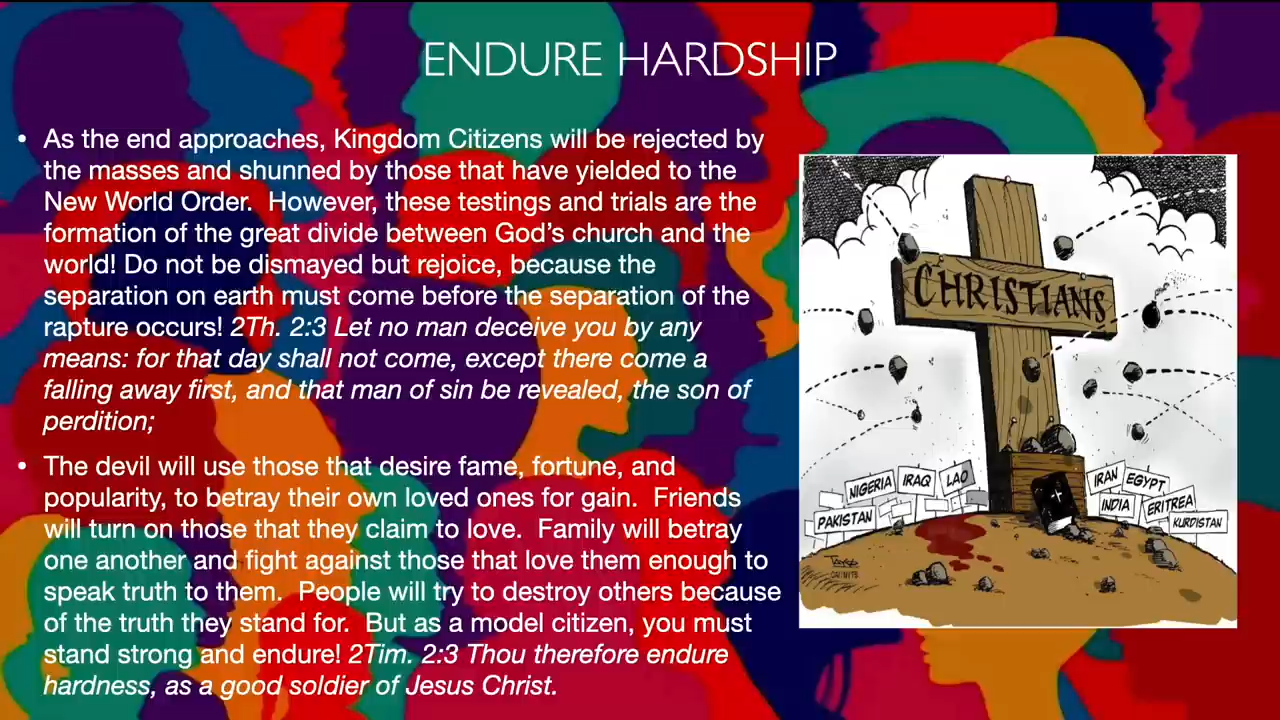 ENDURE HARDSHIP
• As the end approaches, Kingdom Citizens will be rejected by
the masses and shunned by those that have yielded to the
New World Order.  However, these testings and trials are the
formation of the great divide between God’s church and the
world! Do not be dismayed but rejoice, because the
separation on earth must come before the separation of the
rapture occurs! 2Th. 2:3 Let no man deceive you by any
means: for that day shall not come, except there come a
falling away first, and that man of sin be revealed, the son of
perdition;
• The devil will use those that desire fame, fortune, and
popularity, to betray their own loved ones for gain.  Friends
will turn on those that they claim to love.  Family will betray
one another and fight against those that love them enough to
speak truth to them.  People will try to destroy others because
of the truth they stand for.  But as a model citizen, you must
stand strong and endure! 2Tim. 2:3 Thou therefore endure
hardness, as a good soldier of Jesus Christ.
CHRISTIANS
NIGERIA
IRAQ
LAO
PAKISTAN
IRAN
EGYPT
INDIA
ERITREA
KURDISTAN